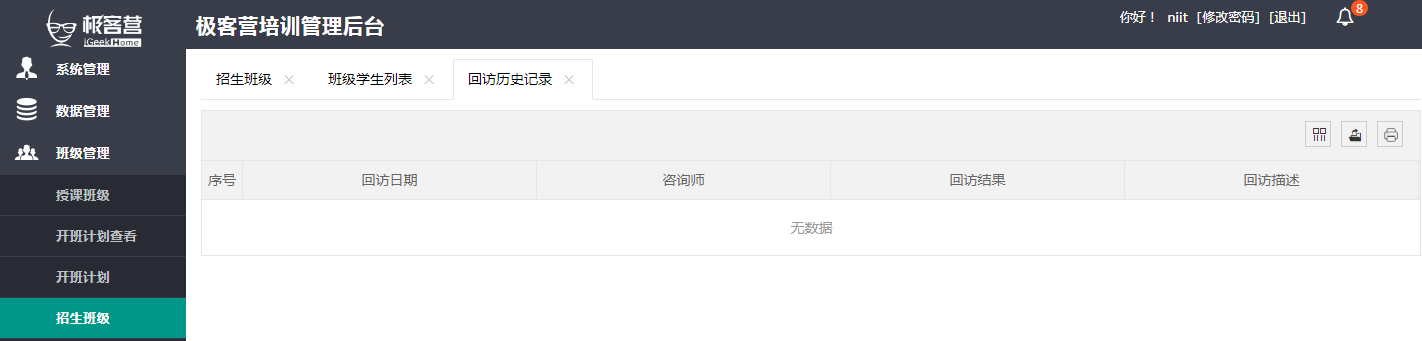 极客营
iGeekHome
极客营培训管理后台
你好！ niit [修改密码] [退出]
8
系统管理
数据管理
班级管理
授课班级
开班计划查看
开班计划
招生班级
招生班级 班级学生列表 回访历史记录
序号 回访日期 咨询师 回访结果 回访描述
无数据